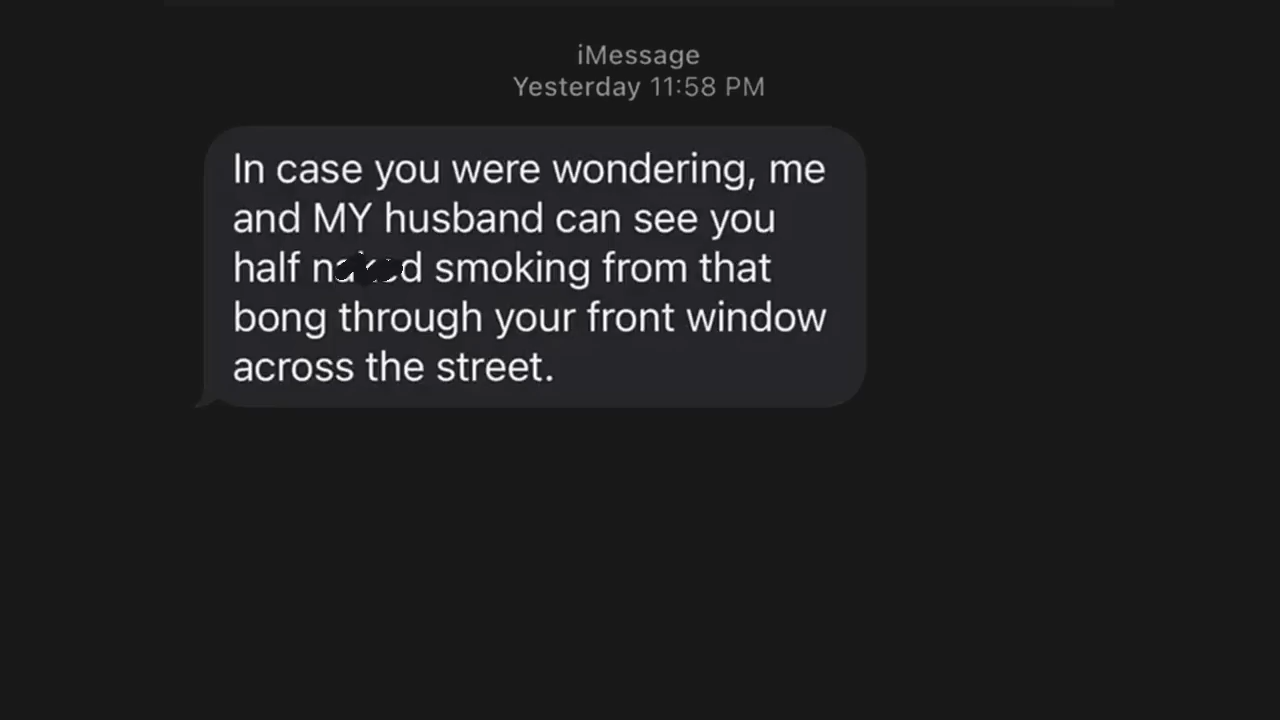 iMessage
Yesterday 11:58 PM
In case you were wondering, me
and MY husband can see you
half naked smoking from that
bong through your front window
across the street.